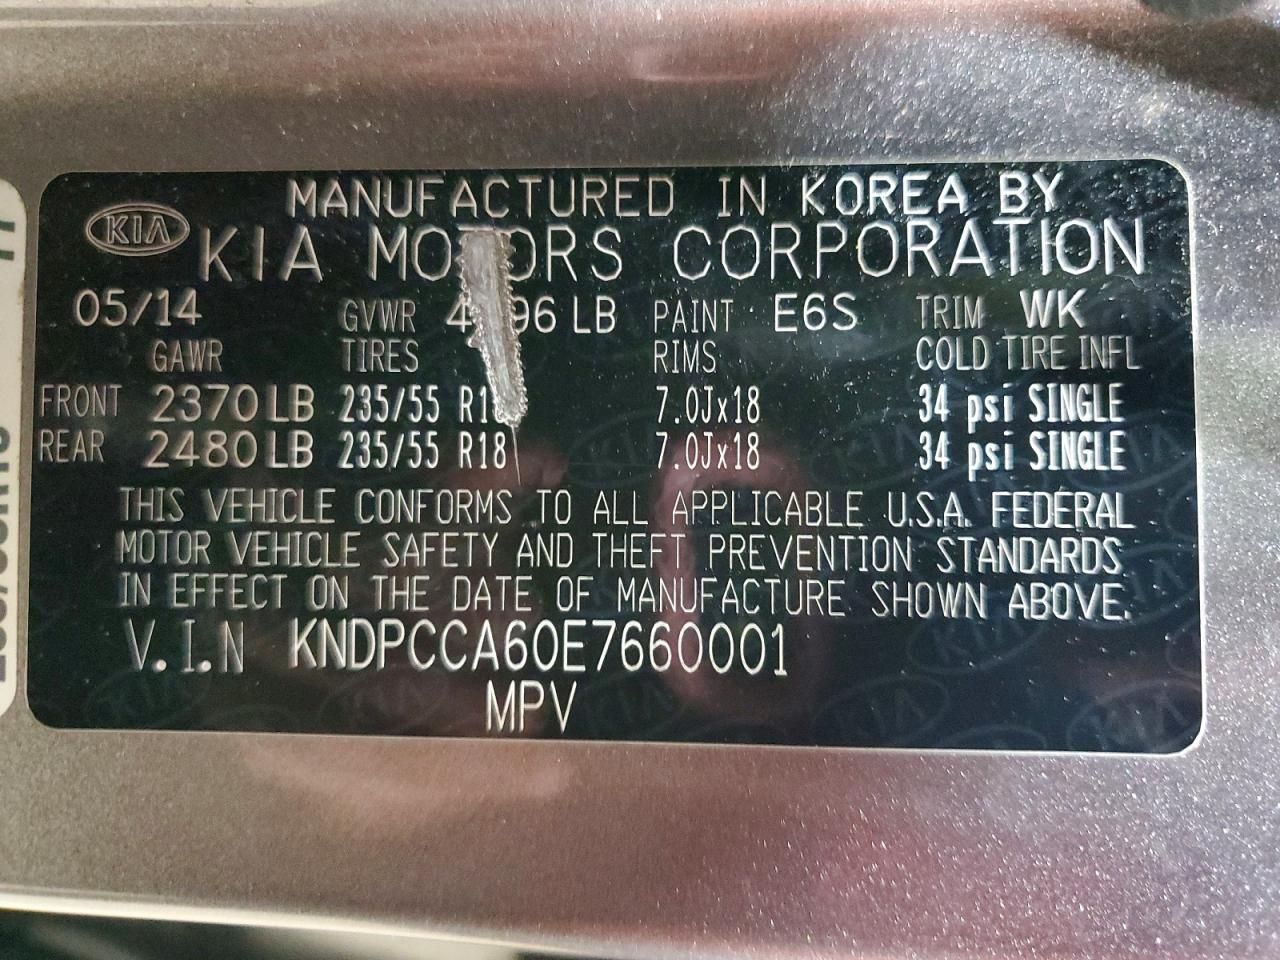 MANUFACTURED IN KOREA BY
KIA
KIA CORPORATION
05/14 GVWR LB PAINT E6S TRIM WK
GAWR TIRES RIMS COLD TIRE INFL
FRONT 2370 LB 235/55 7.0Jx18 34 psi SINGLE
REAR 2480 LB 235/55 R18 7.0Jx18 34 psi SINGLE
THIS VEHICLE CONFORMS TO ALL APPLICABLE U.S.A. FEDERAL
MOTOR VEHICLE SAFETY AND THEFT PREVENTION STANDARDS
IN EFFECT ON THE DATE OF MANUFACTURE SHOWN ABOVE.
V.I.N KNDPCCA60E7660001
MPV